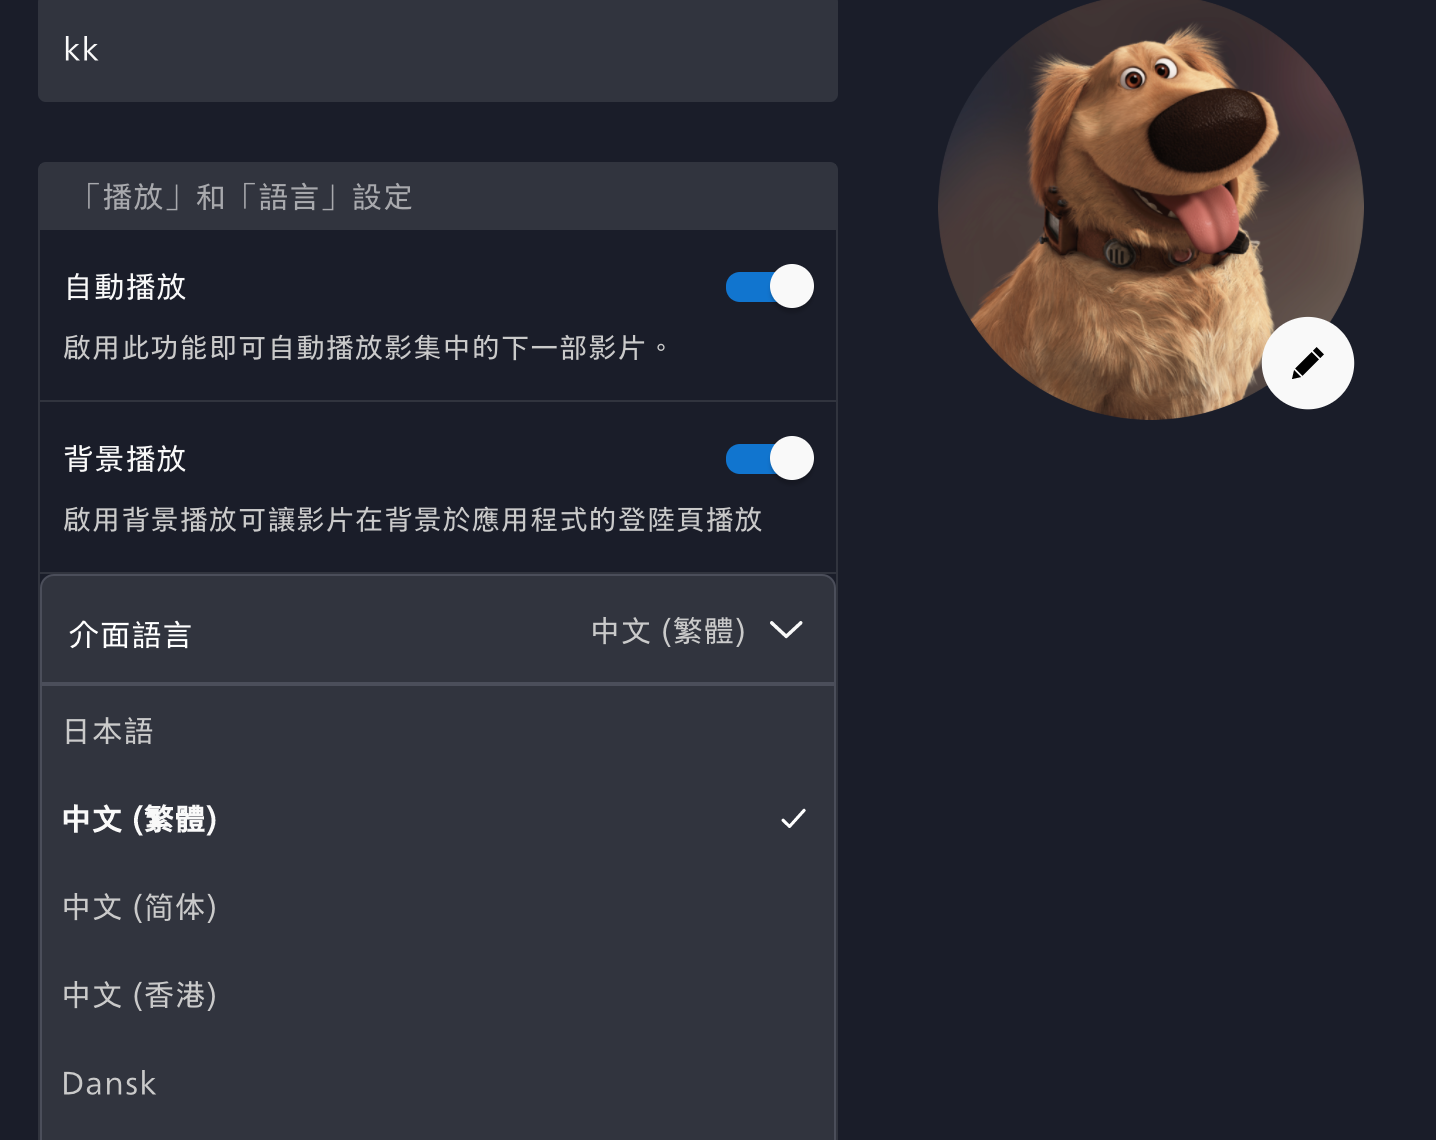 kk
「播放」和「語言」設定
自動播放
啟用此功能即可自動播放影集中的下一部影片。
背景播放
啟用背景播放可讓影片在背景於應用程式的登陸頁播放
介面語言 中文 (繁體)
日本語
中文 (繁體)
中文 (简体)
中文 (香港)
Dansk